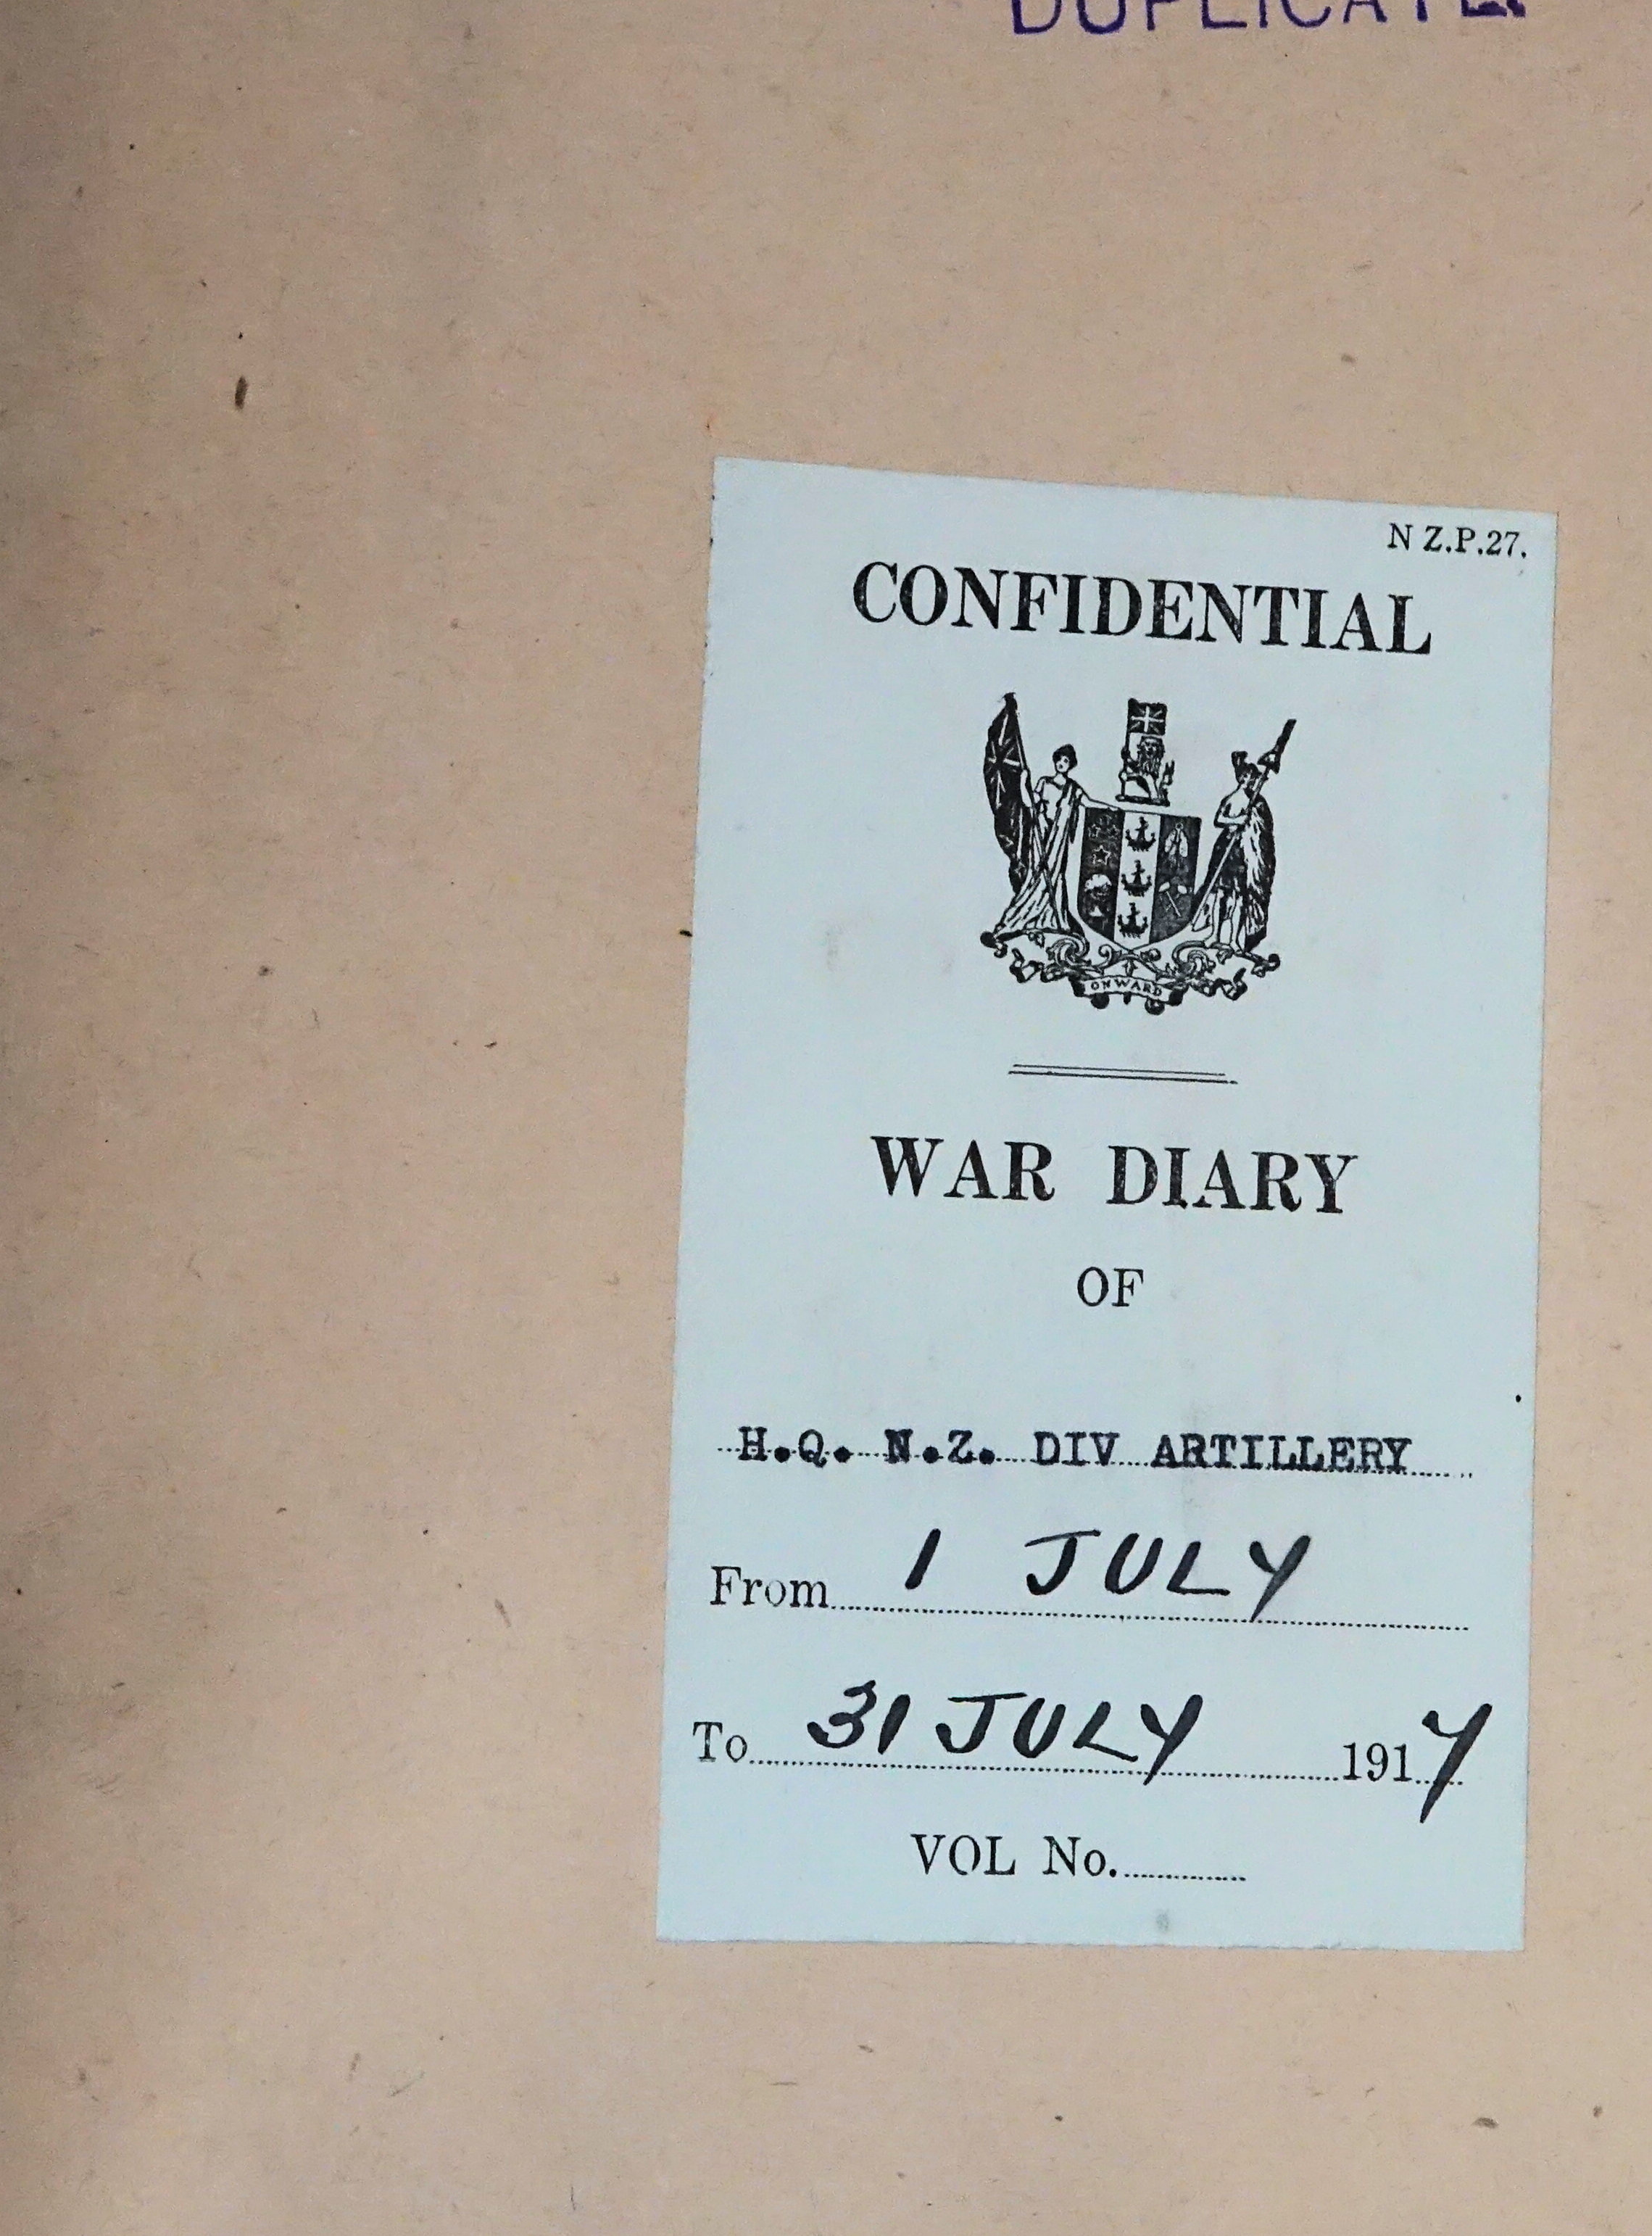 DUPLICATE.
N Z.P.27.
CONFIDENTIAL
ONWARD
WAR DIARY
OF
H.Q. N.Z. DIV ARTILLERY
From 1 JULY
To 31 JULY 1917
VOL No.